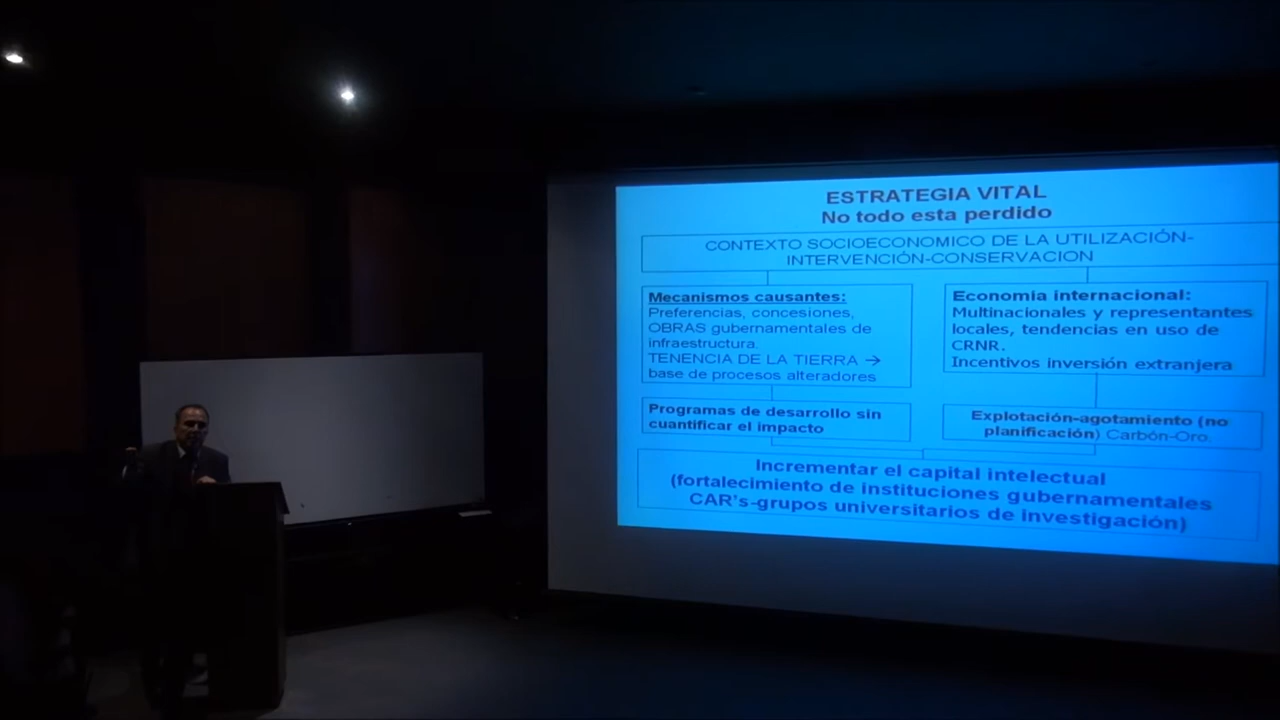 ESTRATEGIA VITAL
No todo esta perdido
CONTEXTO SOCIOECONOMICO DE LA UTILIZACIÓN-
INTERVENCIÓN-CONSERVACION
Mecanismos causantes:
Preferencias, concesiones,
OBRAS gubernamentales de
infraestructura.
TENENCIA DE LA TIERRA →
base de procesos alteradores
Economia internacional:
Multinacionales y representantes
locales, tendencias en uso de
CRNR.
Incentivos inversión extranjera
Programas de desarrollo sin
cuantificar el impacto
Explotación-agotamiento (no
planificación) Carbón-Oro.
Incrementar el capital intelectual
(fortalecimiento de instituciones gubernamentales
CAR's-grupos universitarios de investigación)